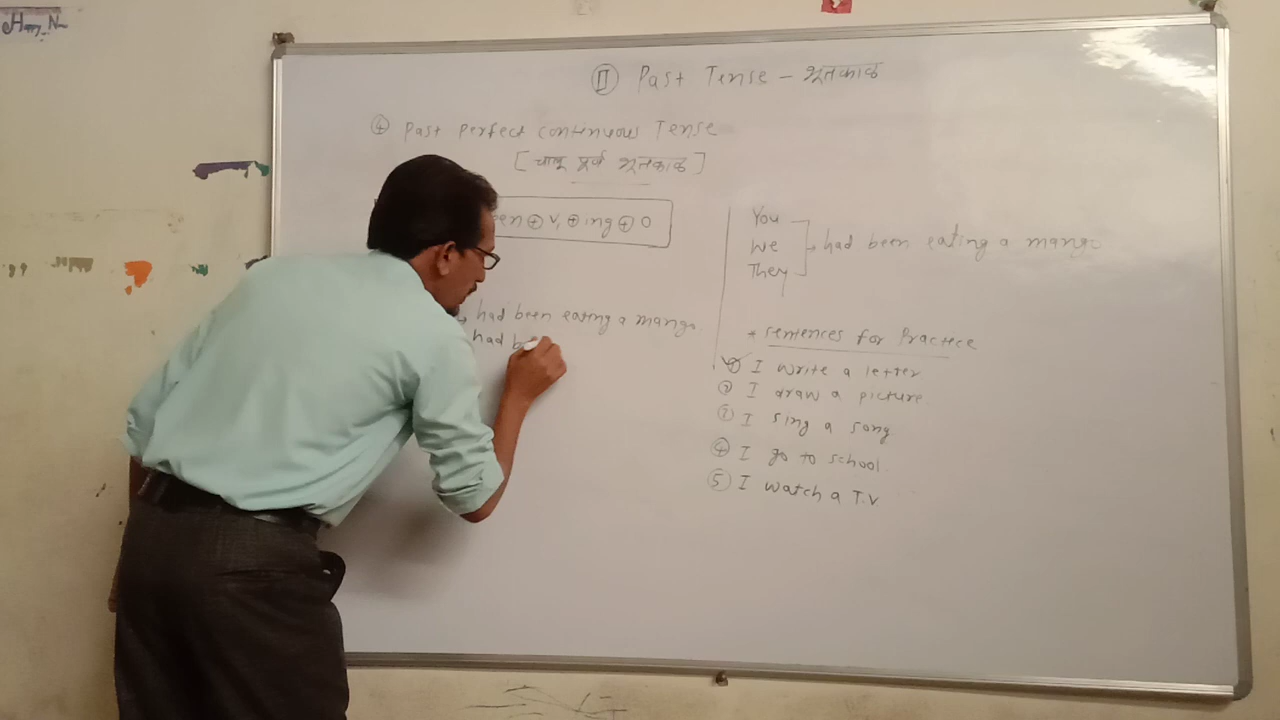 II Past Tense - भूतकाळ
④ Past Perfect Continuous Tense
[चालू पूर्ण भूतकाळ]
een ⊕ V₁ ⊕ ing ⊕ O
had been eating a mango
had b
You
We
They
had been eating a mango
* Sentences for Practice
① I write a letter
② I draw a picture
③ I sing a song
④ I go to school
⑤ I watch a T.V